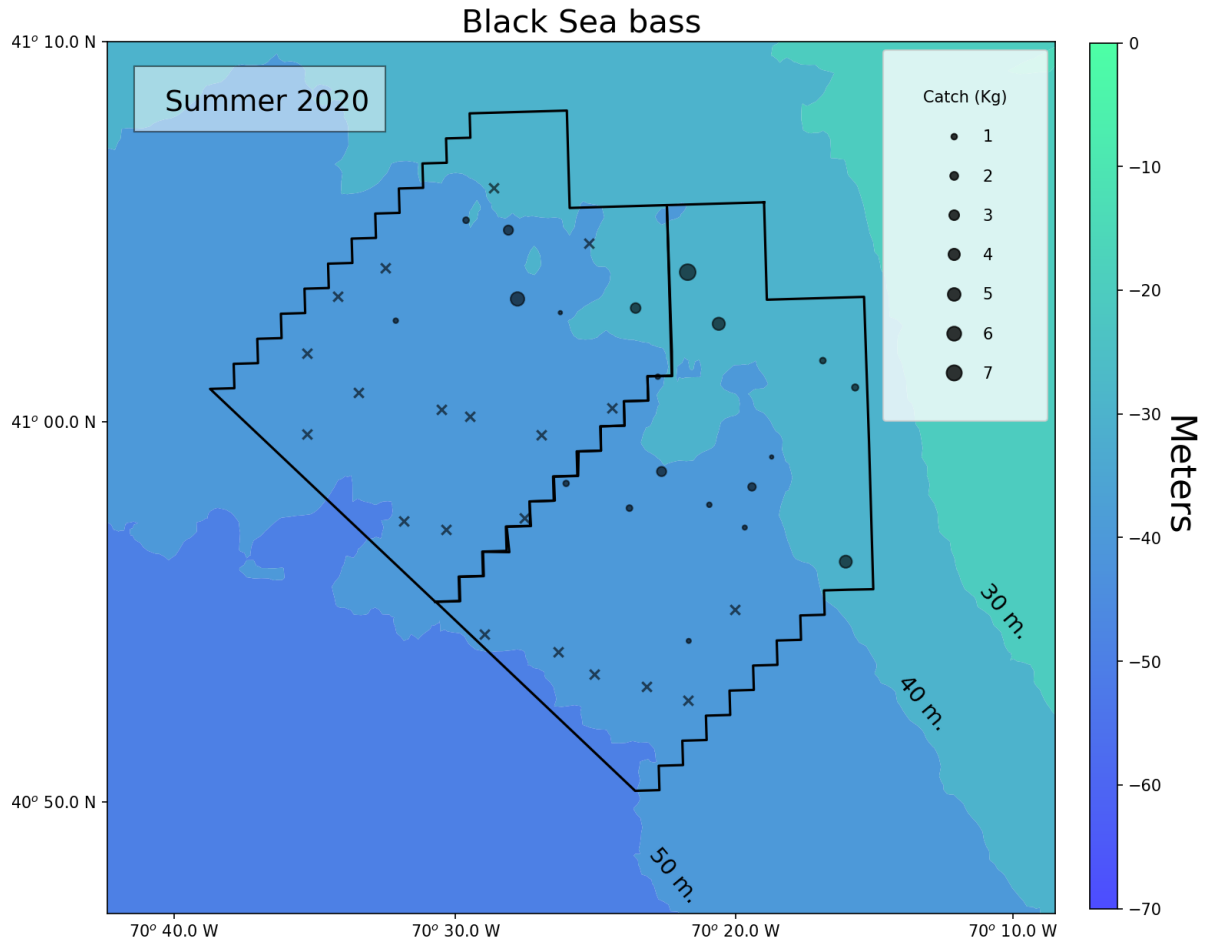 Black Sea bass
41° 10.0 N
41° 00.0 N
40° 50.0 N
Summer 2020
Catch (Kg)
1
2
3
4
5
6
7
30 m.
40 m.
50 m.
70° 40.0 W
70° 30.0 W
70° 20.0 W
70° 10.0 W
0
−10
−20
−30
−40
−50
−60
−70
Meters